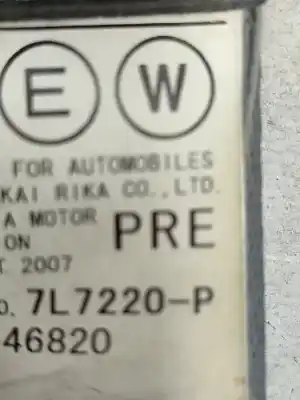 E W
FOR AUTOMOBILES
KAI RIKA CO.,LTD.
A MOTOR
ON PRE
T 2007
O. 7L7220-P
46820